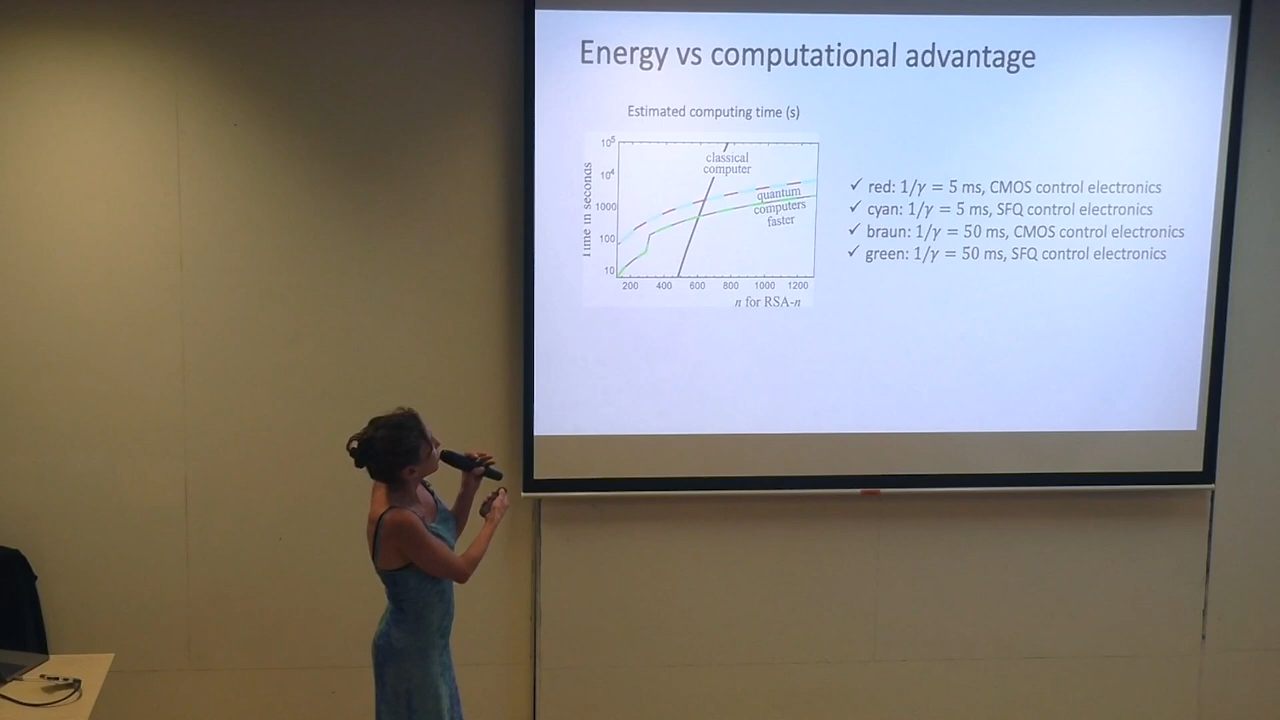 Energy vs computational advantage
Estimated computing time (s)
10⁵
10⁴
1000
100
10
Time in seconds
classical
computer
quantum
computers
faster
200 400 600 800 1000 1200
n for RSA-n
✓ red: 1/γ = 5 ms, CMOS control electronics
✓ cyan: 1/γ = 5 ms, SFQ control electronics
✓ braun: 1/γ = 50 ms, CMOS control electronics
✓ green: 1/γ = 50 ms, SFQ control electronics